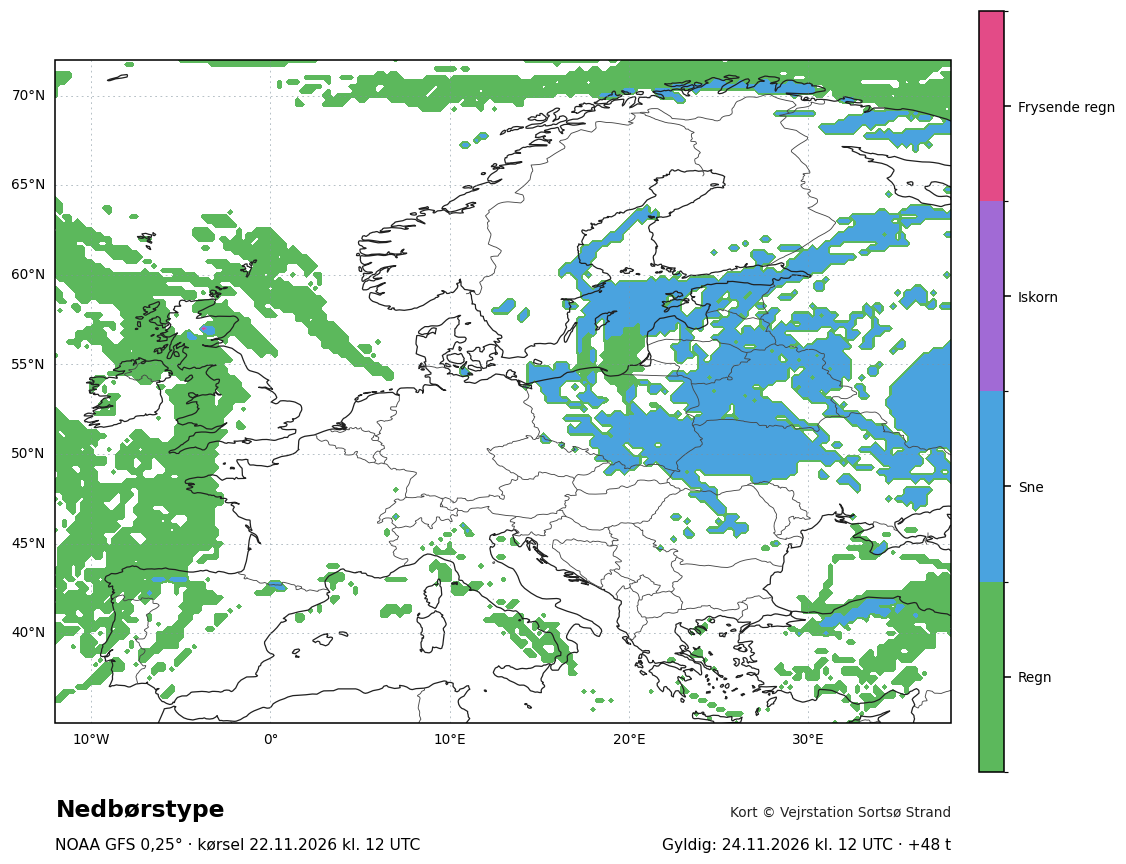 70°N
65°N
60°N
55°N
50°N
45°N
40°N
10°W
0°
10°E
20°E
30°E
Frysende regn
Iskorn
Sne
Regn
Nedbørstype
Kort © Vejrstation Sortsø Strand
NOAA GFS 0,25° · kørsel 22.11.2026 kl. 12 UTC
Gyldig: 24.11.2026 kl. 12 UTC · +48 t